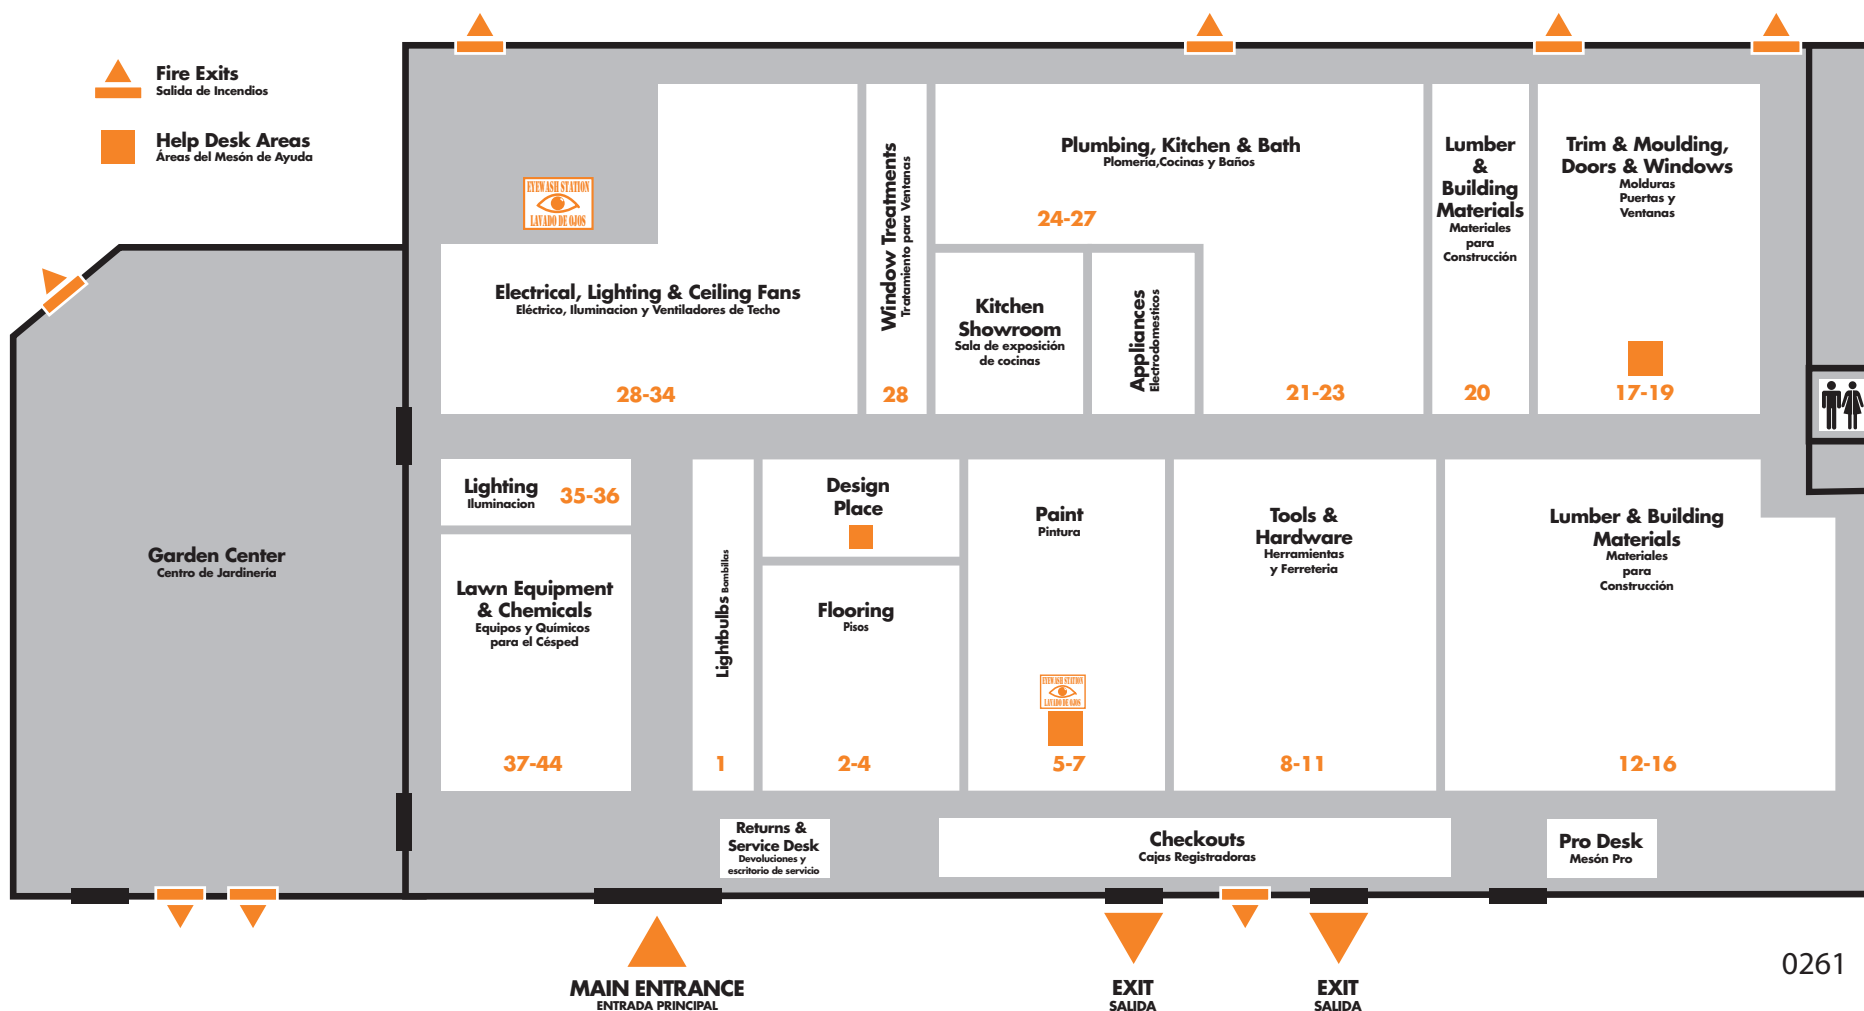 Fire Exits
Salida de Incendios
Help Desk Areas
Áreas del Mesón de Ayuda
EYEWASH STATION
LAVADO DE OJOS
Electrical, Lighting & Ceiling Fans
Eléctrico, Iluminacion y Ventiladores de Techo
28-34
Window Treatments
Tratamiento para Ventanas
28
Plumbing, Kitchen & Bath
Plomería,Cocinas y Baños
24-27
Kitchen
Showroom
Sala de exposición
de cocinas
Appliances
Electrodomesticos
21-23
Lumber
&
Building
Materials
Materiales
para
Construcción
20
Trim & Moulding,
Doors & Windows
Molduras
Puertas y
Ventanas
17-19
Garden Center
Centro de Jardinería
Lighting
Iluminacion
35-36
Lawn Equipment
& Chemicals
Equipos y Químicos
para el Césped
37-44
Lightbulbs Bombillas
1
Design
Place
Flooring
Pisos
2-4
Paint
Pintura
EYEWASH STATION
LAVADO DE OJOS
5-7
Tools &
Hardware
Herramientas
y Ferreteria
8-11
Lumber & Building
Materials
Materiales
para
Construcción
12-16
Returns &
Service Desk
Devoluciones y
escritorio de servicio
Checkouts
Cajas Registradoras
Pro Desk
Mesón Pro
MAIN ENTRANCE
ENTRADA PRINCIPAL
EXIT
SALIDA
EXIT
SALIDA
0261